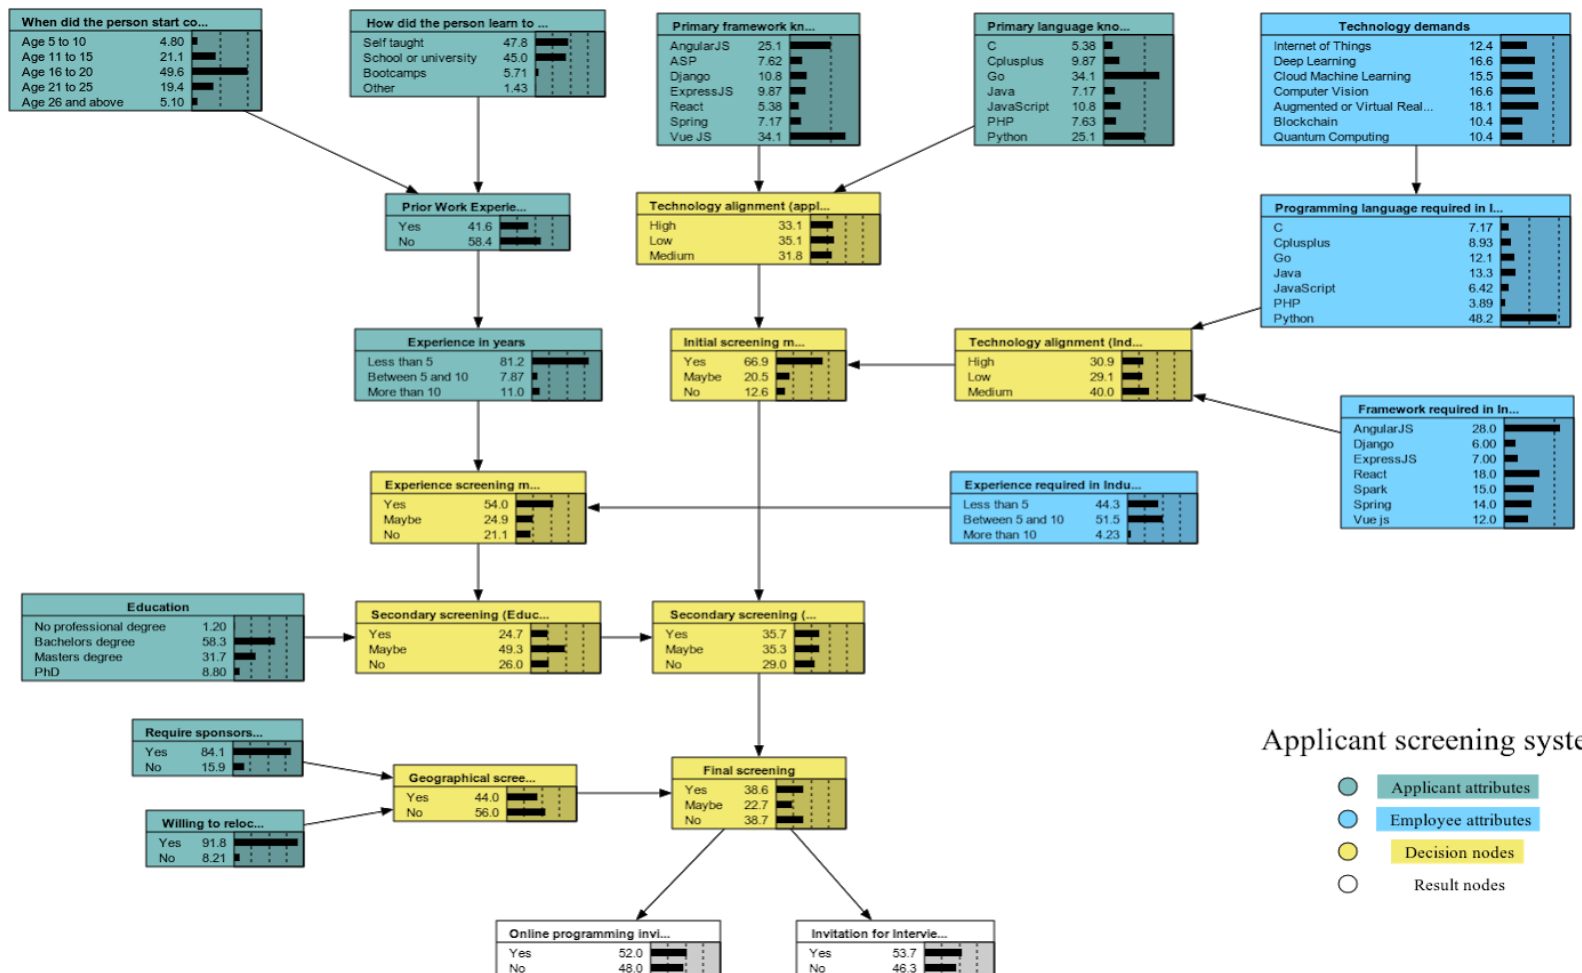 When did the person start co...
Age 5 to 10 4.80
Age 11 to 15 21.1
Age 16 to 20 49.6
Age 21 to 25 19.4
Age 26 and above 5.10
How did the person learn to ...
Self taught 47.8
School or university 45.0
Bootcamps 5.71
Other 1.43
Primary framework kn...
AngularJS 25.1
ASP 7.62
Django 10.8
ExpressJS 9.87
React 5.38
Spring 7.17
Vue JS 34.1
Primary language kno...
C 5.38
Cplusplus 9.87
Go 34.1
Java 7.17
JavaScript 10.8
PHP 7.63
Python 25.1
Technology demands
Internet of Things 12.4
Deep Learning 16.6
Cloud Machine Learning 15.5
Computer Vision 16.6
Augmented or Virtual Real... 18.1
Blockchain 10.4
Quantum Computing 10.4
Prior Work Experie...
Yes 41.6
No 58.4
Technology alignment (appl...
High 33.1
Low 35.1
Medium 31.8
Programming language required in I...
C 7.17
Cplusplus 8.93
Go 12.1
Java 13.3
JavaScript 6.42
PHP 3.89
Python 48.2
Experience in years
Less than 5 81.2
Between 5 and 10 7.87
More than 10 11.0
Initial screening m...
Yes 66.9
Maybe 20.5
No 12.6
Technology alignment (Ind...
High 30.9
Low 29.1
Medium 40.0
Framework required in In...
AngularJS 28.0
Django 6.00
ExpressJS 7.00
React 18.0
Spark 15.0
Spring 14.0
Vue js 12.0
Experience screening m...
Yes 54.0
Maybe 24.9
No 21.1
Experience required in Indu...
Less than 5 44.3
Between 5 and 10 51.5
More than 10 4.23
Education
No professional degree 1.20
Bachelors degree 58.3
Masters degree 31.7
PhD 8.80
Secondary screening (Educ...
Yes 24.7
Maybe 49.3
No 26.0
Secondary screening (...
Yes 35.7
Maybe 35.3
No 29.0
Require sponsors...
Yes 84.1
No 15.9
Willing to reloc...
Yes 91.8
No 8.21
Geographical scree...
Yes 44.0
No 56.0
Final screening
Yes 38.6
Maybe 22.7
No 38.7
Applicant screening syste
Applicant attributes
Employee attributes
Decision nodes
Result nodes
Online programming invi...
Yes 52.0
No 48.0
Invitation for Intervie...
Yes 53.7
No 46.3